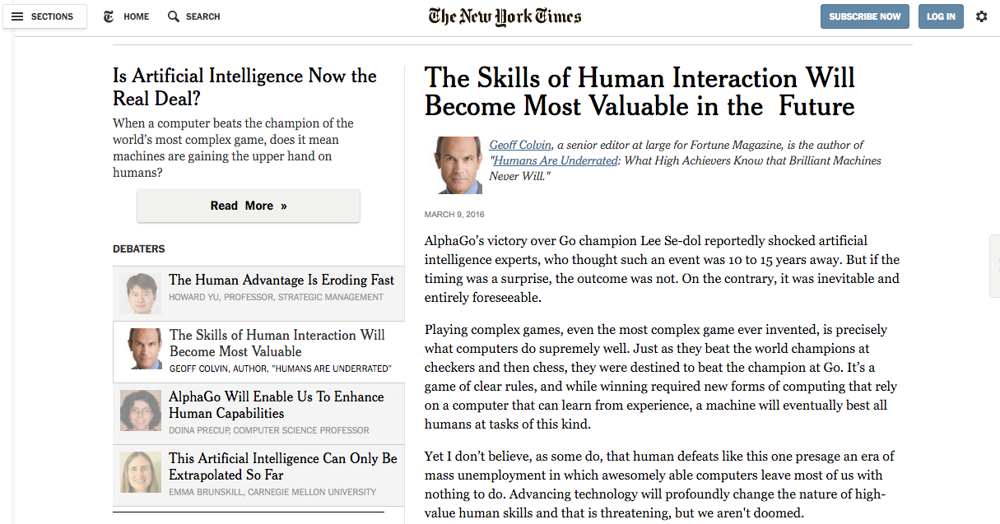 SECTIONS HOME SEARCH The New York Times SUBSCRIBE NOW LOG IN
Is Artificial Intelligence Now the
Real Deal?
When a computer beats the champion of the
world's most complex game, does it mean
machines are gaining the upper hand on
humans?
Read More »
DEBATERS
The Human Advantage Is Eroding Fast
HOWARD YU, PROFESSOR, STRATEGIC MANAGEMENT
The Skills of Human Interaction Will
Become Most Valuable
GEOFF COLVIN, AUTHOR, "HUMANS ARE UNDERRATED"
AlphaGo Will Enable Us To Enhance
Human Capabilities
DOINA PRECUP, COMPUTER SCIENCE PROFESSOR
This Artificial Intelligence Can Only Be
Extrapolated So Far
EMMA BRUNSKILL, CARNEGIE MELLON UNIVERSITY
The Skills of Human Interaction Will
Become Most Valuable in the Future
Geoff Colvin, a senior editor at large for Fortune Magazine, is the author of
"Humans Are Underrated: What High Achievers Know that Brilliant Machines
Never Will."
MARCH 9, 2016
AlphaGo’s victory over Go champion Lee Se-dol reportedly shocked artificial
intelligence experts, who thought such an event was 10 to 15 years away. But if the
timing was a surprise, the outcome was not. On the contrary, it was inevitable and
entirely foreseeable.
Playing complex games, even the most complex game ever invented, is precisely
what computers do supremely well. Just as they beat the world champions at
checkers and then chess, they were destined to beat the champion at Go. It’s a
game of clear rules, and while winning required new forms of computing that rely
on a computer that can learn from experience, a machine will eventually best all
humans at tasks of this kind.
Yet I don’t believe, as some do, that human defeats like this one presage an era of
mass unemployment in which awesomely able computers leave most of us with
nothing to do. Advancing technology will profoundly change the nature of high-
value human skills and that is threatening, but we aren't doomed.